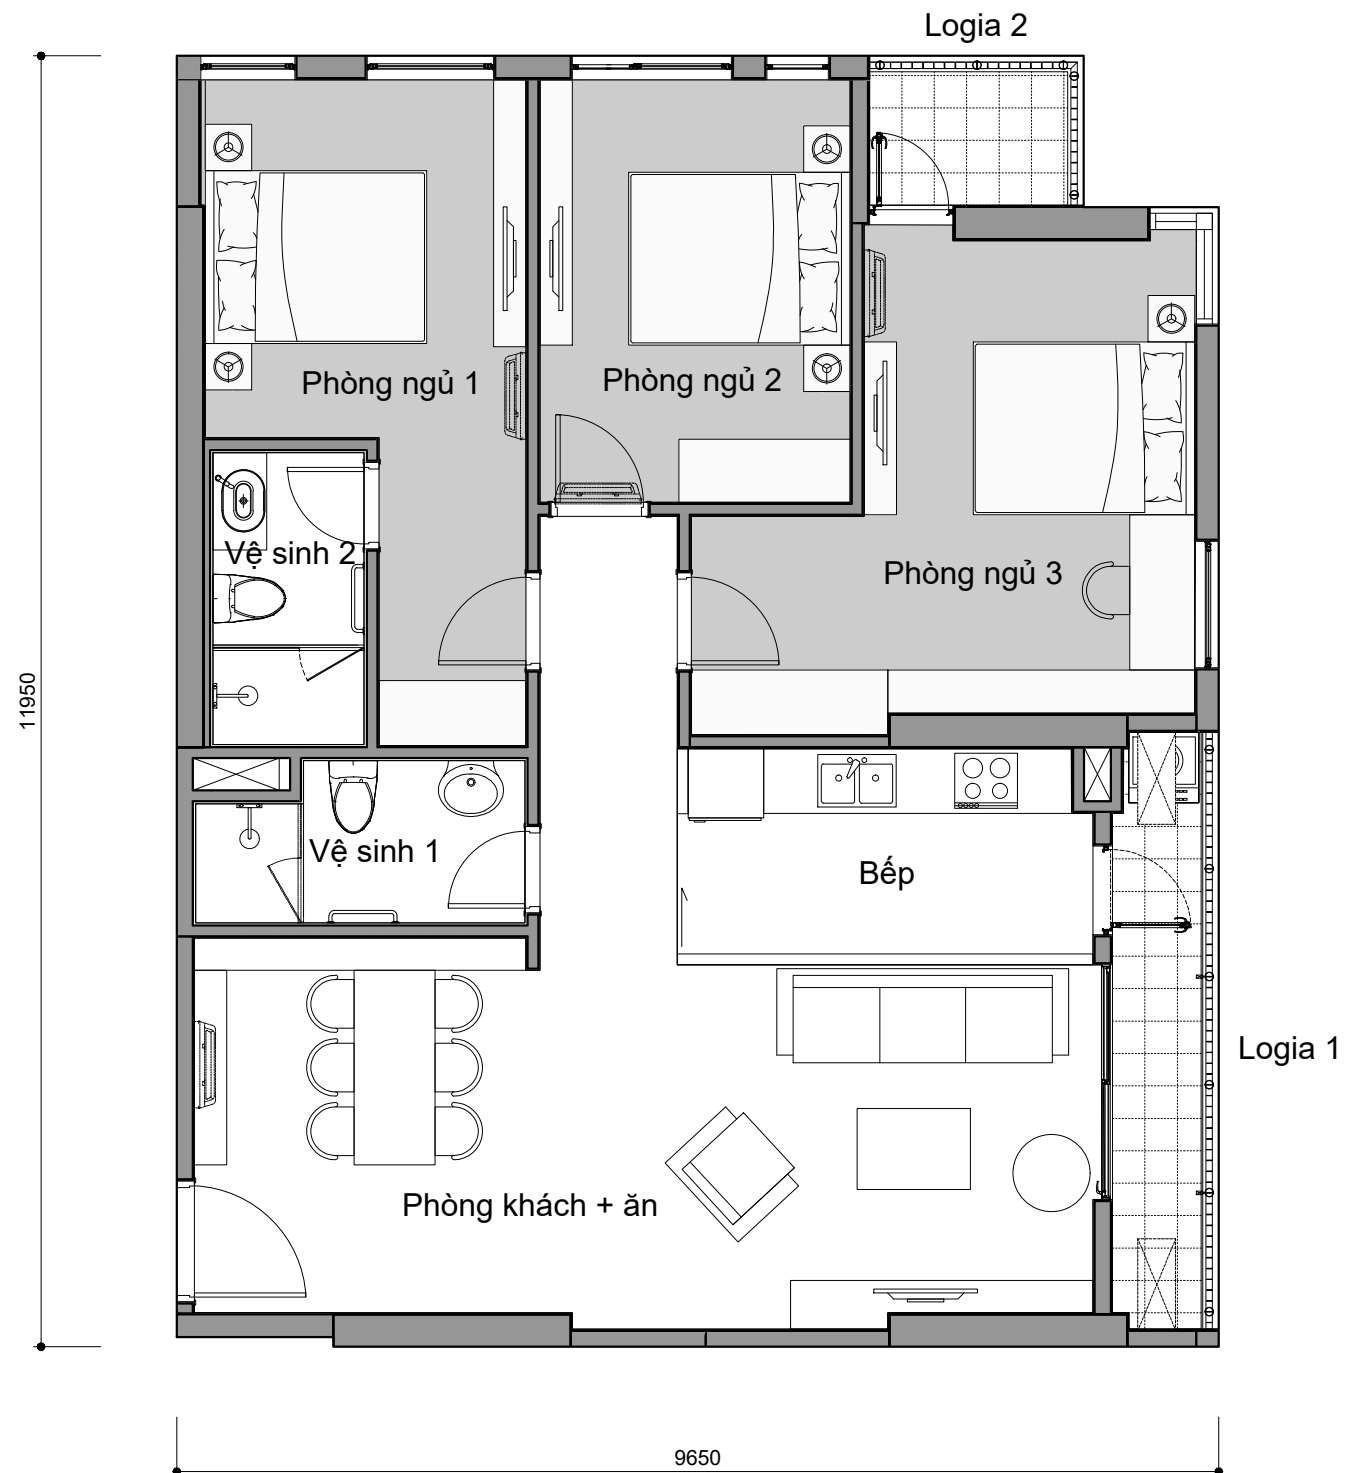 Logia 2
Phòng ngủ 1
Phòng ngủ 2
Vệ sinh 2
Phòng ngủ 3
11950
Vệ sinh 1
Bếp
Logia 1
Phòng khách + ăn
9650